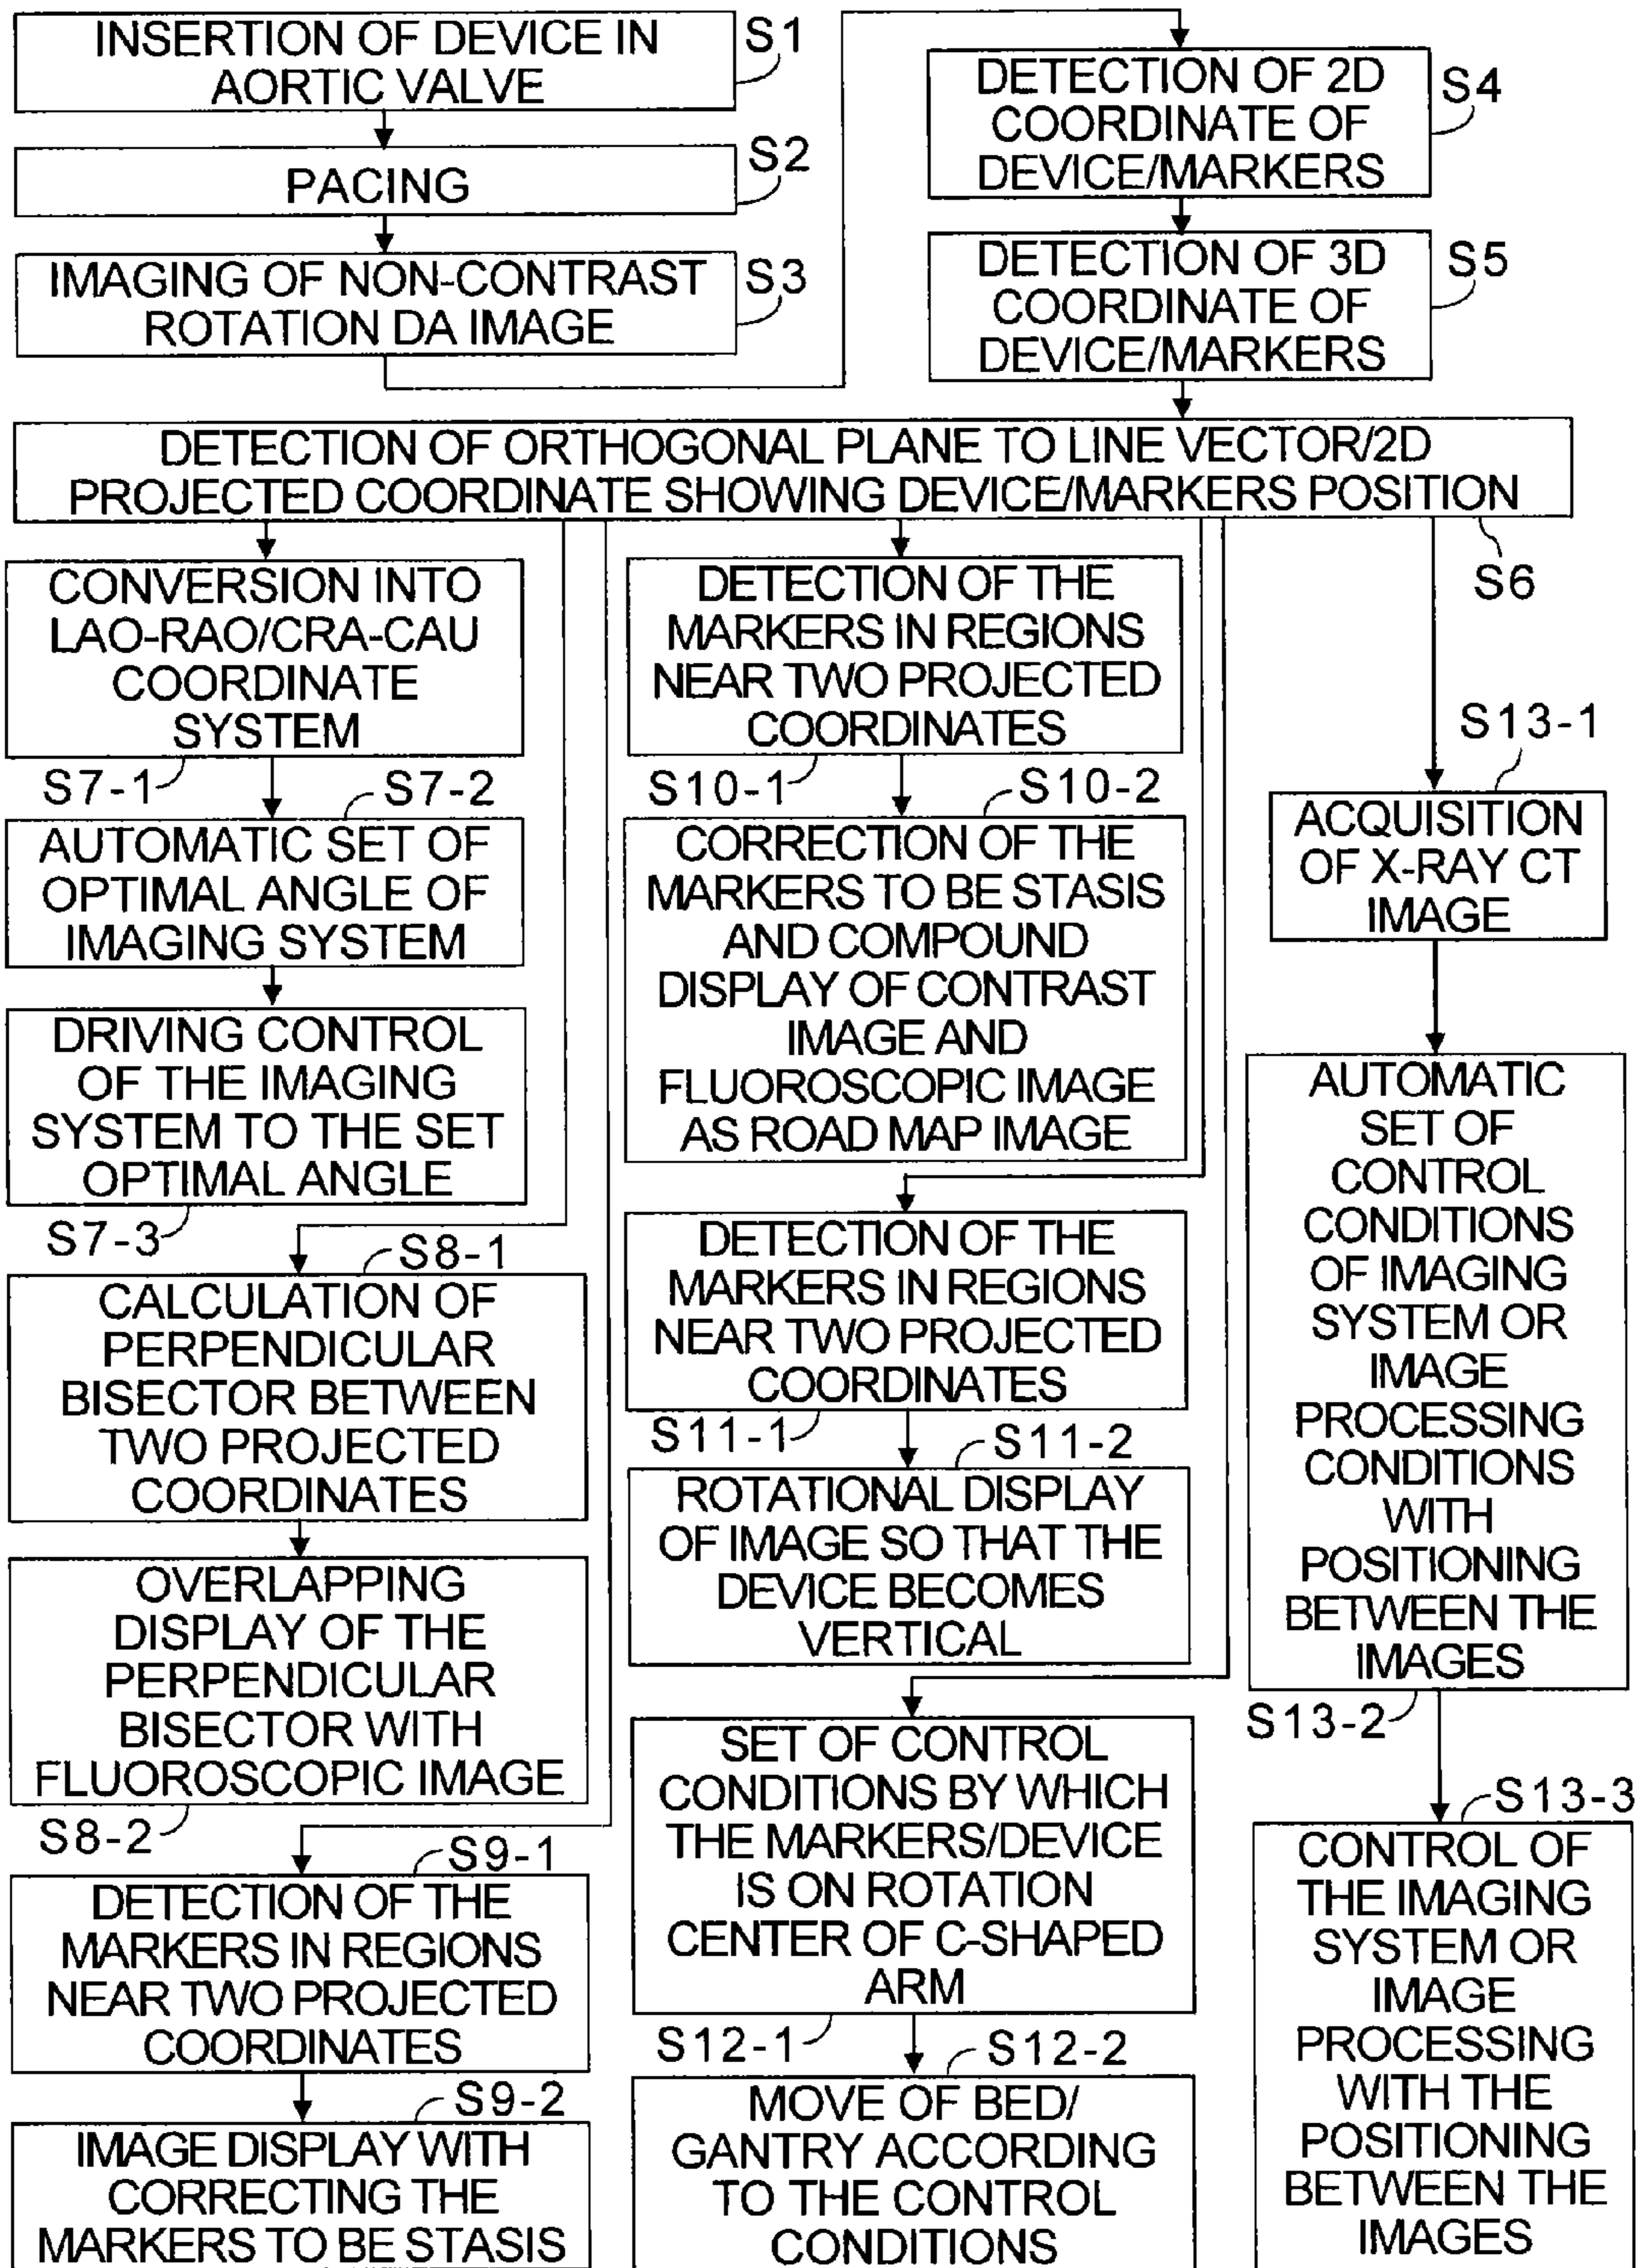 INSERTION OF DEVICE IN
AORTIC VALVE
S1
PACING
S2
IMAGING OF NON-CONTRAST
ROTATION DA IMAGE
S3
DETECTION OF 2D
COORDINATE OF
DEVICE/MARKERS
S4
DETECTION OF 3D
COORDINATE OF
DEVICE/MARKERS
S5
DETECTION OF ORTHOGONAL PLANE TO LINE VECTOR/2D
PROJECTED COORDINATE SHOWING DEVICE/MARKERS POSITION
S6
CONVERSION INTO
LAO-RAO/CRA-CAU
COORDINATE
SYSTEM
S7-1
S7-2
AUTOMATIC SET OF
OPTIMAL ANGLE OF
IMAGING SYSTEM
DRIVING CONTROL
OF THE IMAGING
SYSTEM TO THE SET
OPTIMAL ANGLE
S7-3
S8-1
CALCULATION OF
PERPENDICULAR
BISECTOR BETWEEN
TWO PROJECTED
COORDINATES
OVERLAPPING
DISPLAY OF THE
PERPENDICULAR
BISECTOR WITH
FLUOROSCOPIC IMAGE
S8-2
S9-1
DETECTION OF THE
MARKERS IN REGIONS
NEAR TWO PROJECTED
COORDINATES
S9-2
IMAGE DISPLAY WITH
CORRECTING THE
MARKERS TO BE STASIS
DETECTION OF THE
MARKERS IN REGIONS
NEAR TWO PROJECTED
COORDINATES
S10-1
S10-2
CORRECTION OF THE
MARKERS TO BE STASIS
AND COMPOUND
DISPLAY OF CONTRAST
IMAGE AND
FLUOROSCOPIC IMAGE
AS ROAD MAP IMAGE
DETECTION OF THE
MARKERS IN REGIONS
NEAR TWO PROJECTED
COORDINATES
S11-1
S11-2
ROTATIONAL DISPLAY
OF IMAGE SO THAT THE
DEVICE BECOMES
VERTICAL
SET OF CONTROL
CONDITIONS BY WHICH
THE MARKERS/DEVICE
IS ON ROTATION
CENTER OF C-SHAPED
ARM
S12-1
S12-2
MOVE OF BED/
GANTRY ACCORDING
TO THE CONTROL
CONDITIONS
S13-1
ACQUISITION
OF X-RAY CT
IMAGE
AUTOMATIC
SET OF
CONTROL
CONDITIONS
OF IMAGING
SYSTEM OR
IMAGE
PROCESSING
CONDITIONS
WITH
POSITIONING
BETWEEN THE
IMAGES
S13-2
S13-3
CONTROL OF
THE IMAGING
SYSTEM OR
IMAGE
PROCESSING
WITH THE
POSITIONING
BETWEEN THE
IMAGES